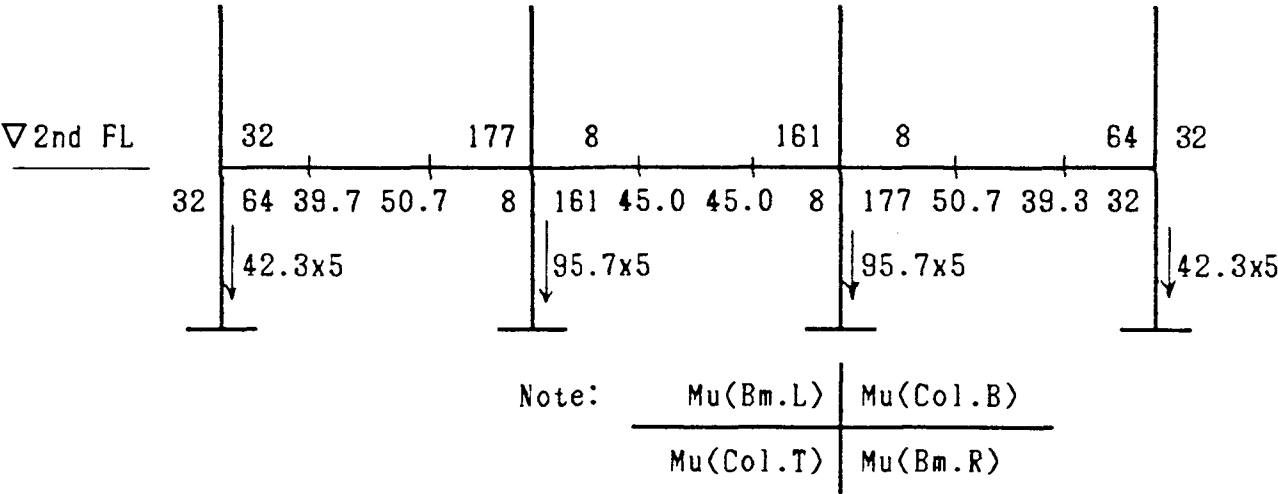 ▽2nd FL 32 177 8 161 8 64 32
32 64 39.7 50.7 8 161 45.0 45.0 8 177 50.7 39.3 32
42.3x5 95.7x5 95.7x5 42.3x5
Note: Mu(Bm.L) Mu(Col.B)
Mu(Col.T) Mu(Bm.R)